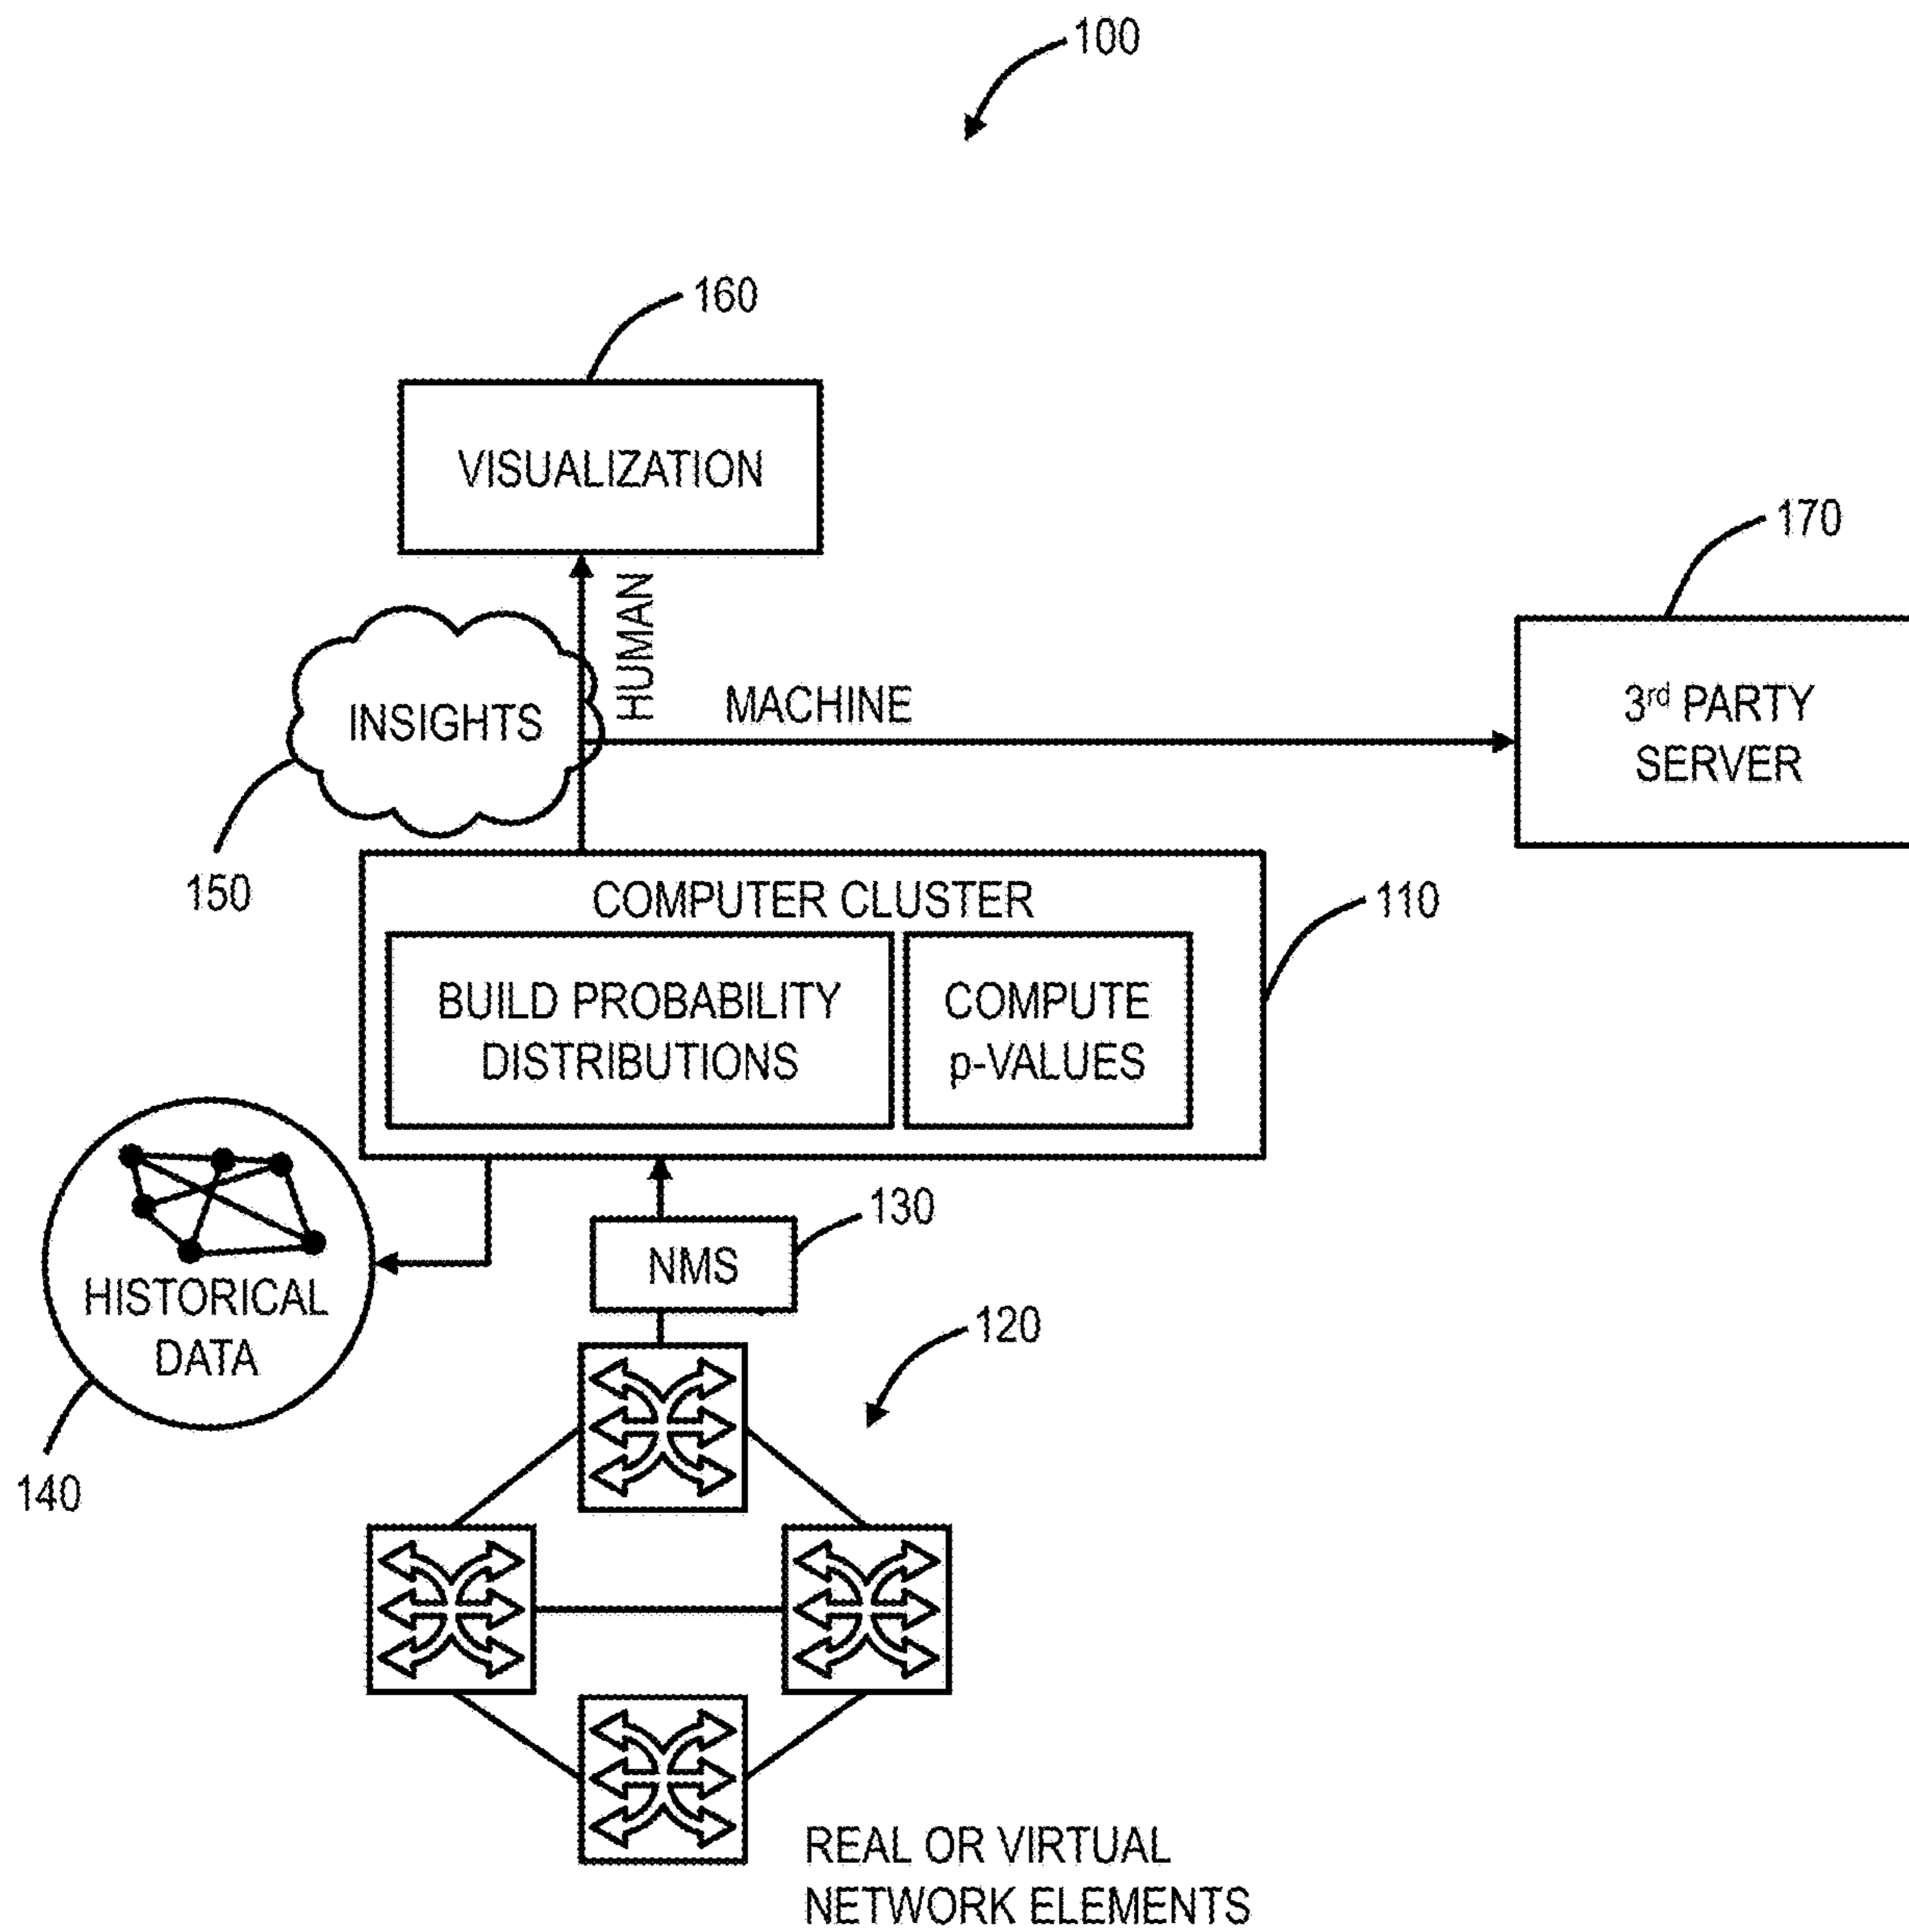 100
160
VISUALIZATION
170
HUMAN
MACHINE
INSIGHTS
3rd PARTY
SERVER
150
COMPUTER CLUSTER
110
BUILD PROBABILITY
DISTRIBUTIONS
COMPUTE
p-VALUES
130
NMS
HISTORICAL
DATA
120
140
REAL OR VIRTUAL
NETWORK ELEMENTS